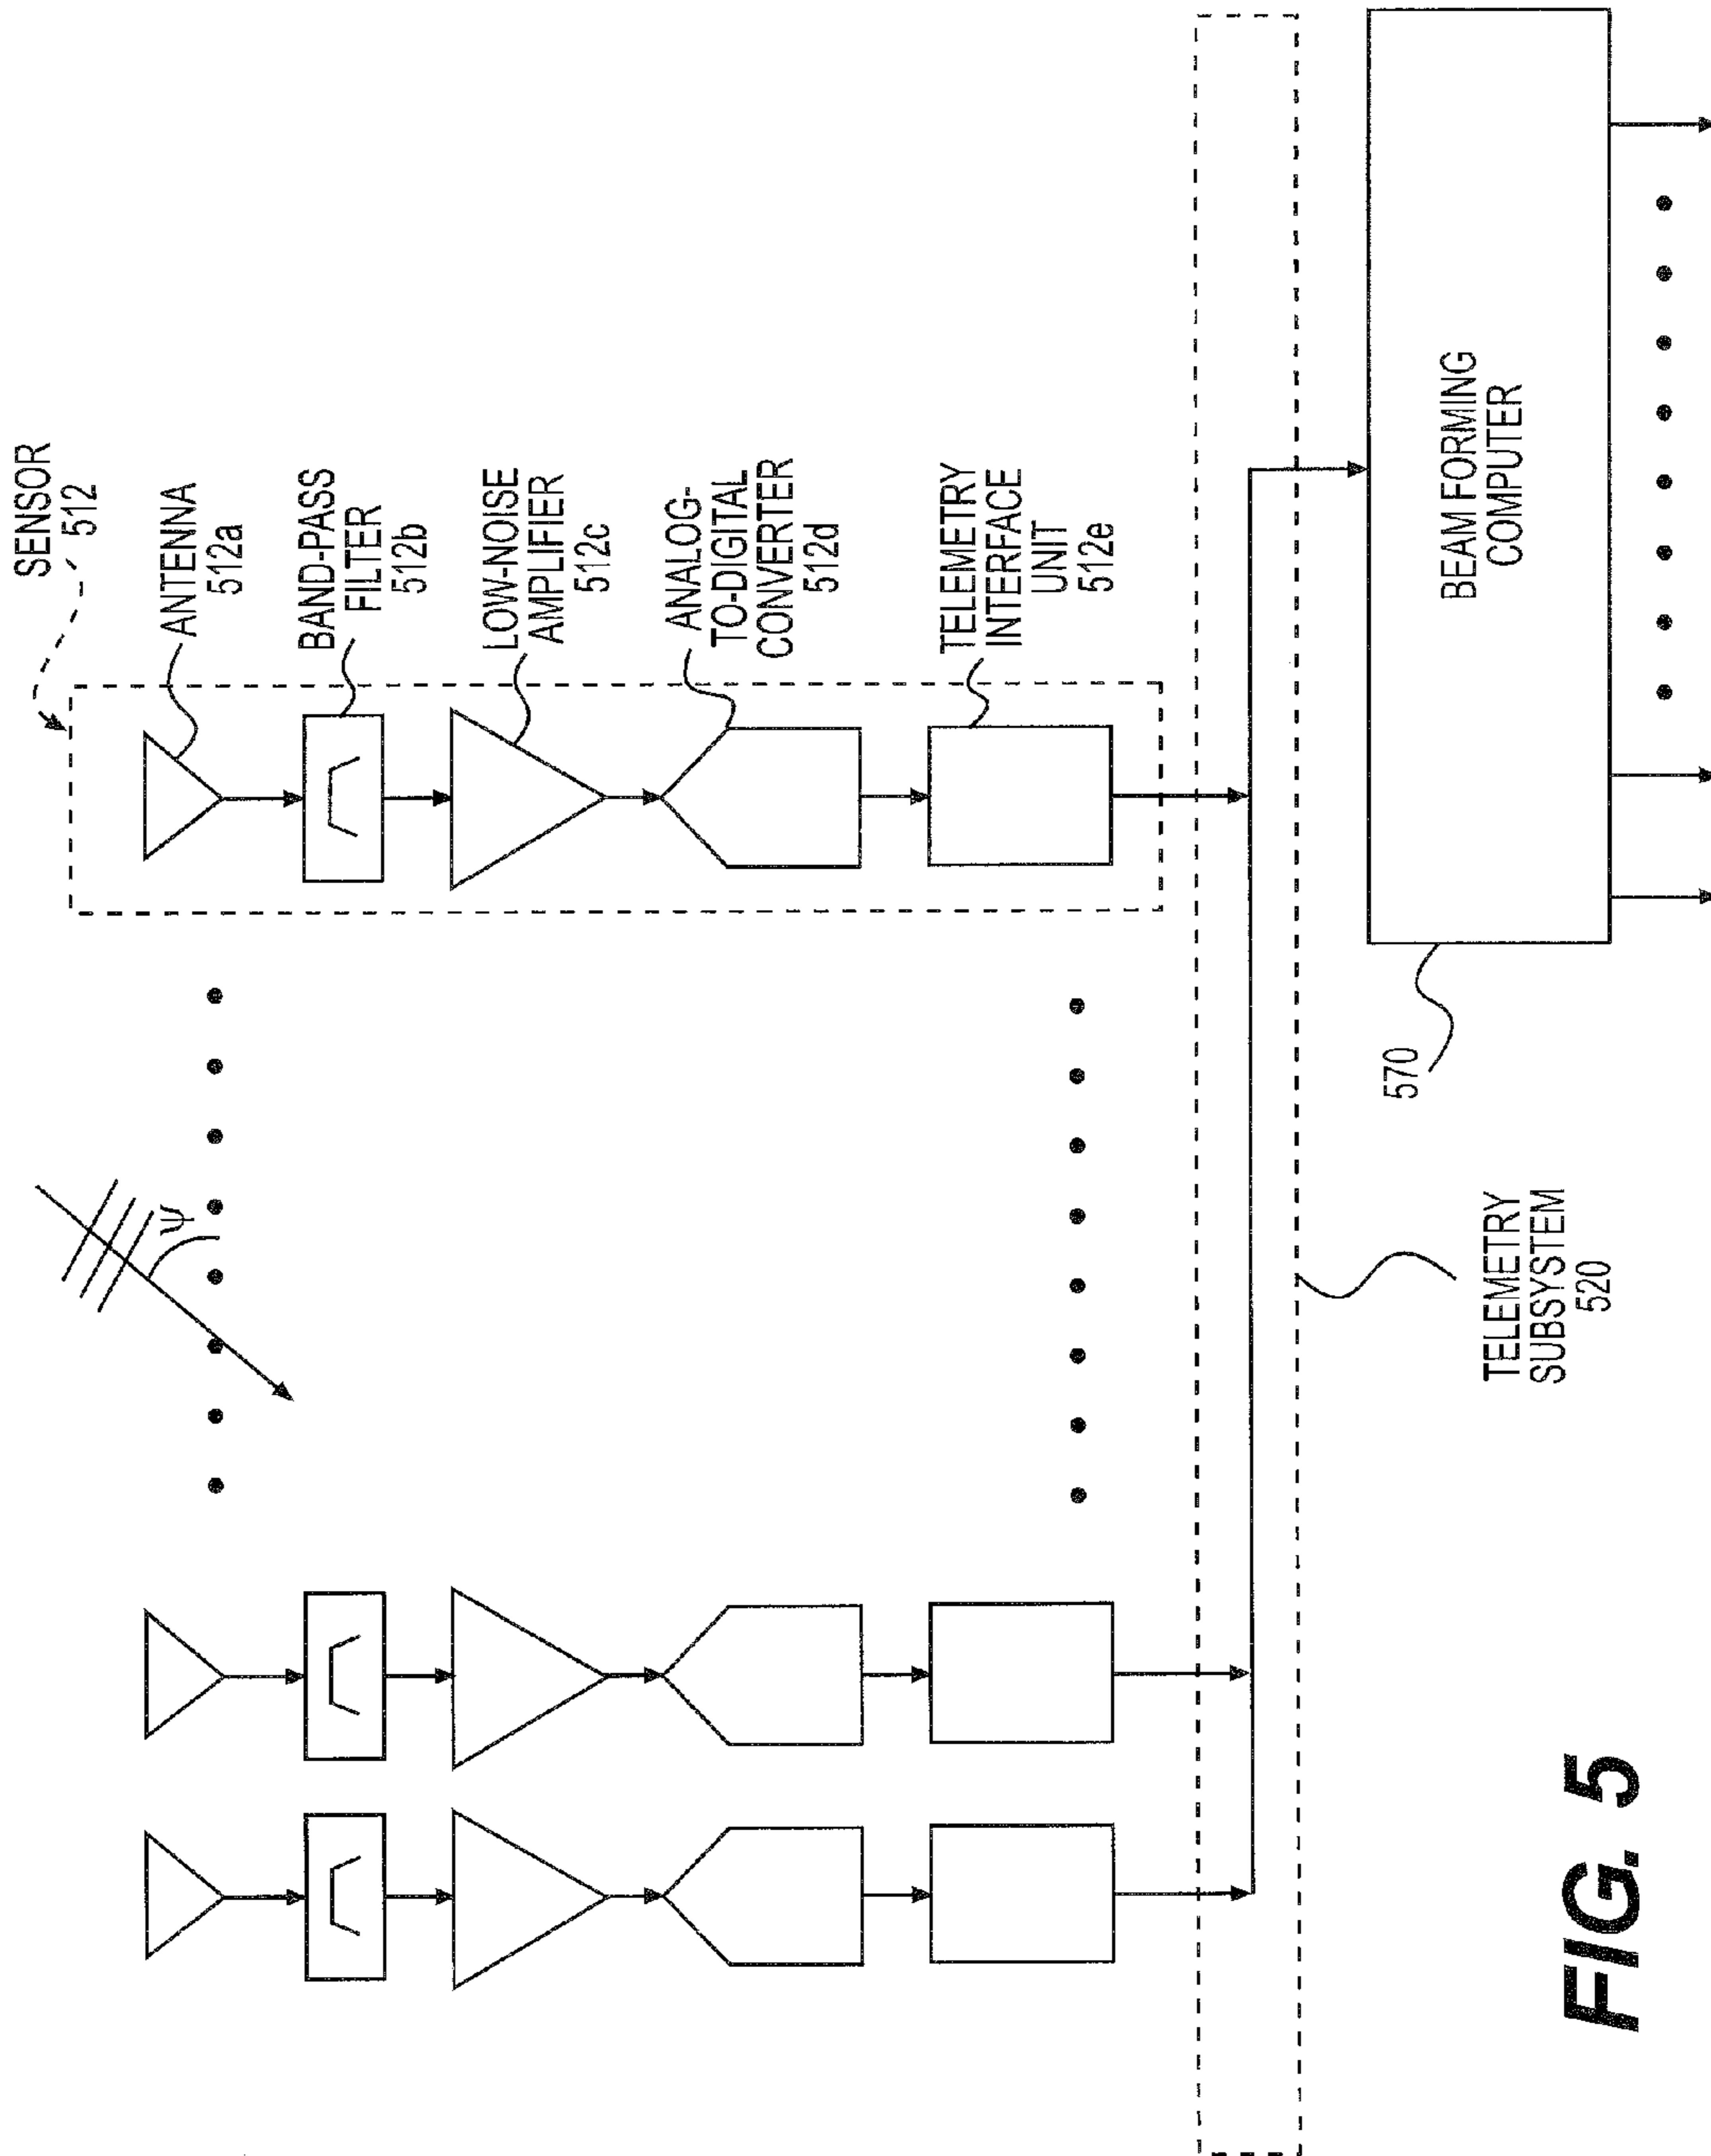 SENSOR
512
ANTENNA
512a
BAND-PASS
FILTER
512b
LOW-NOISE
AMPLIFIER
512c
ANALOG-
TO-DIGITAL
CONVERTER
512d
TELEMETRY
INTERFACE
UNIT
512e
Ψ
BEAM FORMING
COMPUTER
570
TELEMETRY
SUBSYSTEM
520
FIG. 5